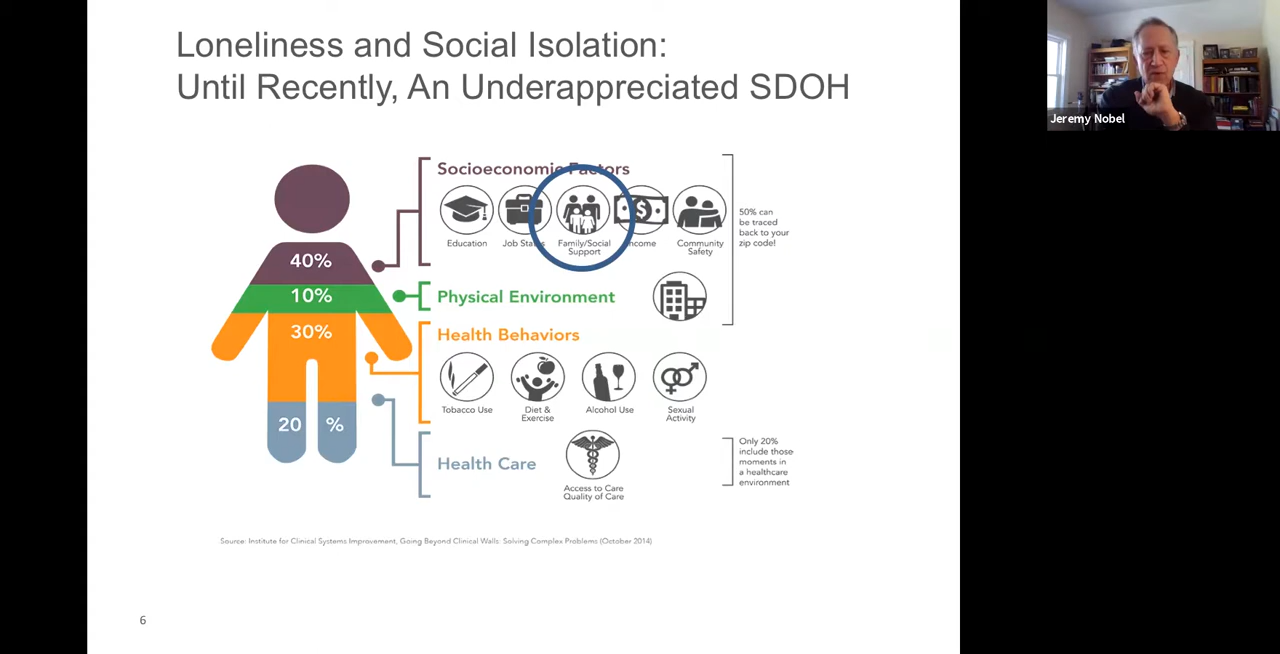 Loneliness and Social Isolation:
Until Recently, An Underappreciated SDOH
Jeremy Nobel
Socioeconomic Factors
Education
Job Status
Family/Social
Support
Income
Community
Safety
50% can
be traced
back to your
zip code!
40%
10%
Physical Environment
30%
Health Behaviors
Tobacco Use
Diet &
Exercise
Alcohol Use
Sexual
Activity
20 %
Health Care
Access to Care
Quality of Care
Only 20%
include those
moments in
a healthcare
environment
Source: Institute for Clinical Systems Improvement, Going Beyond Clinical Walls: Solving Complex Problems (October 2014)
6